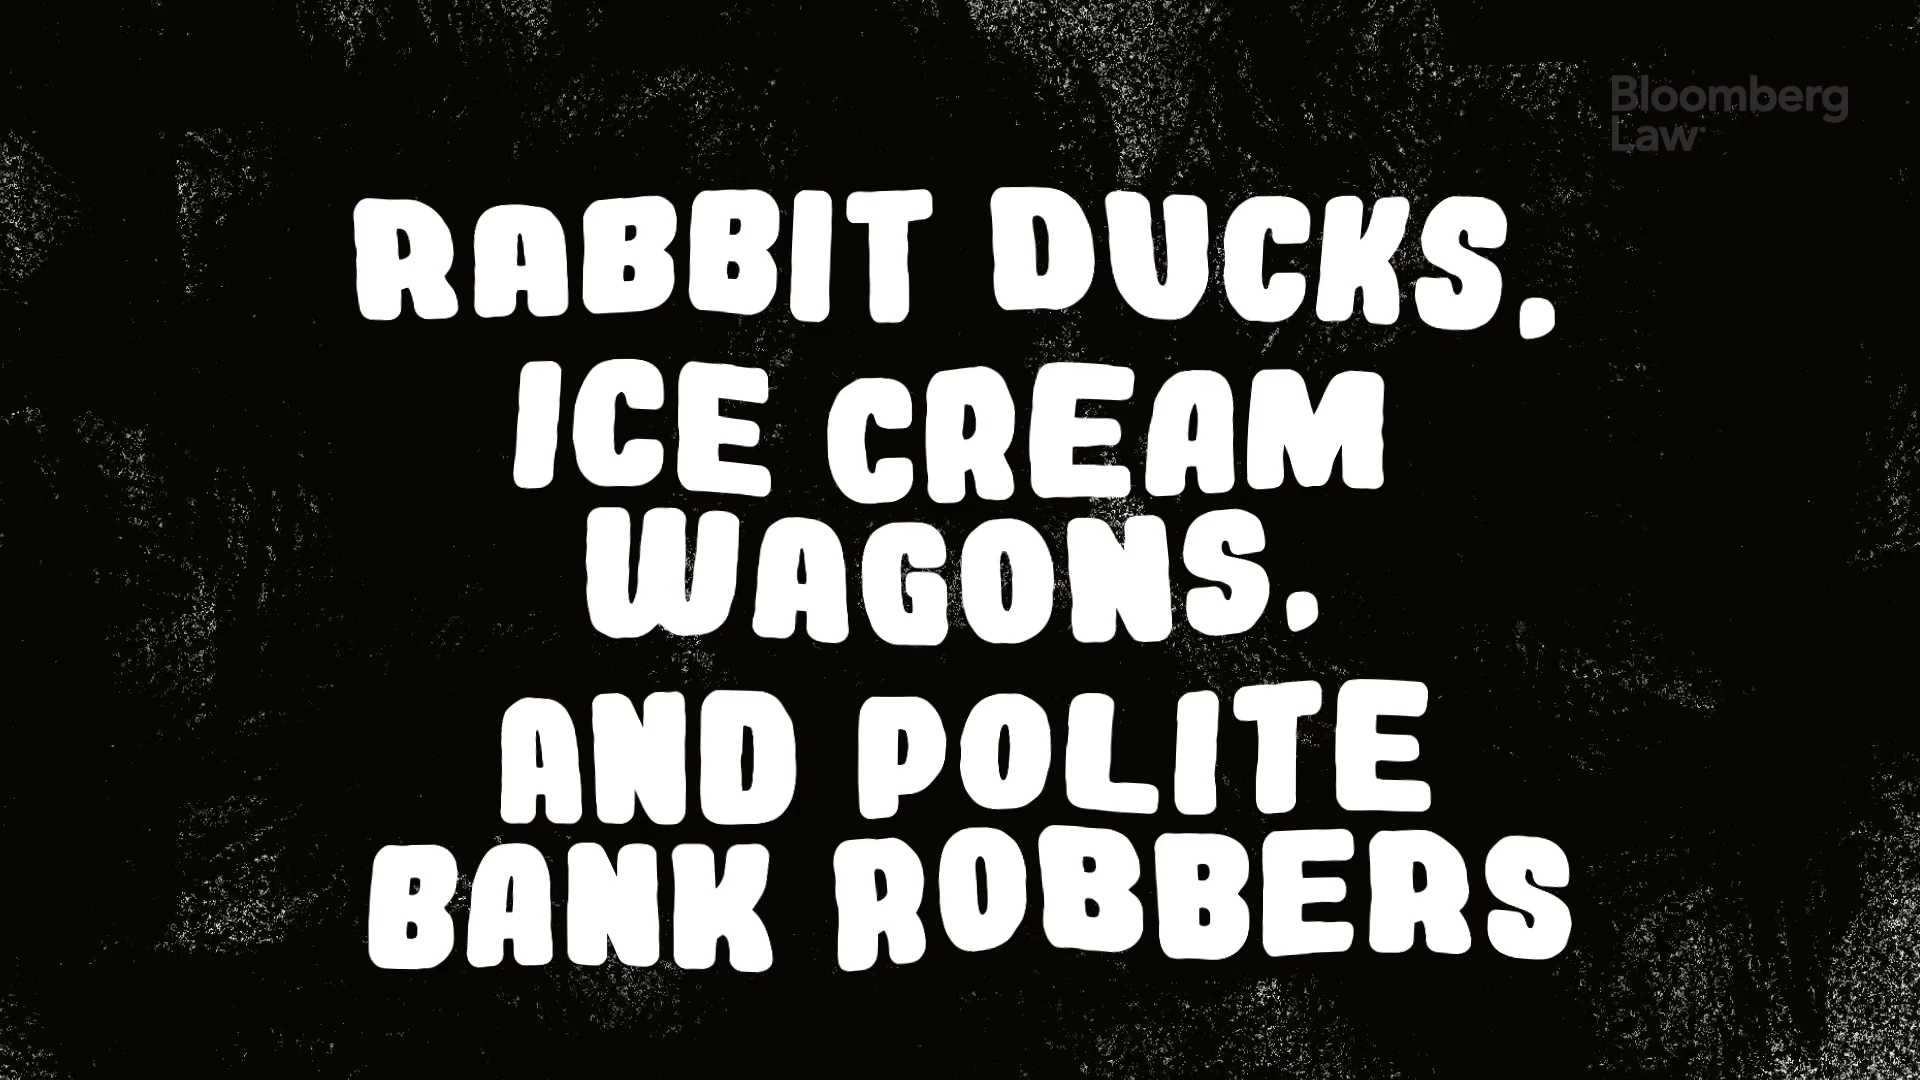 Bloomberg
Law
RABBIT DUCKS,
ICE CREAM
WAGONS,
AND POLITE
BANK ROBBERS